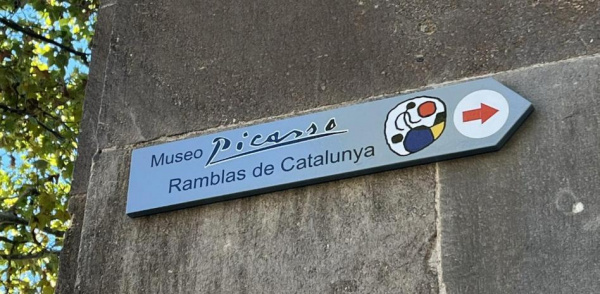 Museo Picasso
Ramblas de Catalunya